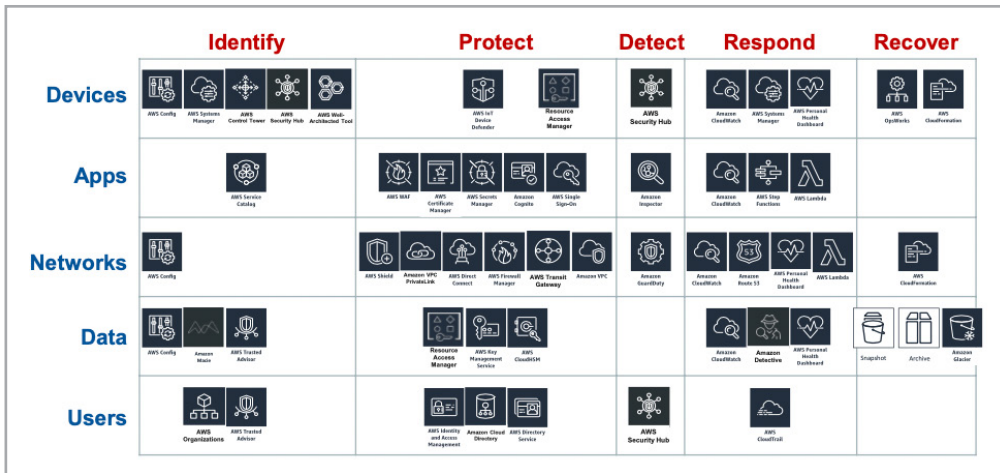 Identify Protect Detect Respond Recover
Devices
AWS Config
AWS Systems
Manager
AWS
Control Tower
AWS
Security Hub
AWS Well-
Architected Tool
AWS IoT
Device
Defender
Resource
Access
Manager
AWS
Security Hub
Amazon
CloudWatch
AWS Systems
Manager
AWS Personal
Health
Dashboard
AWS
OpsWorks
AWS
CloudFormation
Apps
AWS Service
Catalog
AWS WAF
AWS
Certificate
Manager
AWS Secrets
Manager
Amazon
Cognito
AWS Single
Sign-On
Amazon
Inspector
Amazon
CloudWatch
AWS Step
Functions
AWS Lambda
Networks
AWS Config
AWS Shield
Amazon VPC
PrivateLink
AWS Direct
Connect
AWS Firewall
Manager
AWS Transit
Gateway
Amazon VPC
Amazon
GuardDuty
Amazon
CloudWatch
53
Amazon
Route 53
AWS Personal
Health
Dashboard
AWS Lambda
AWS
CloudFormation
Data
AWS Config
Amazon
Macie
AWS Trusted
Advisor
Resource
Access
Manager
AWS Key
Management
Service
AWS
CloudHSM
Amazon
CloudWatch
Amazon
Detective
AWS Personal
Health
Dashboard
Snapshot
Archive
Amazon
Glacier
Users
AWS
Organizations
AWS Trusted
Advisor
AWS Identity
and Access
Management
Amazon Cloud
Directory
AWS Directory
Service
AWS
Security Hub
AWS
CloudTrail